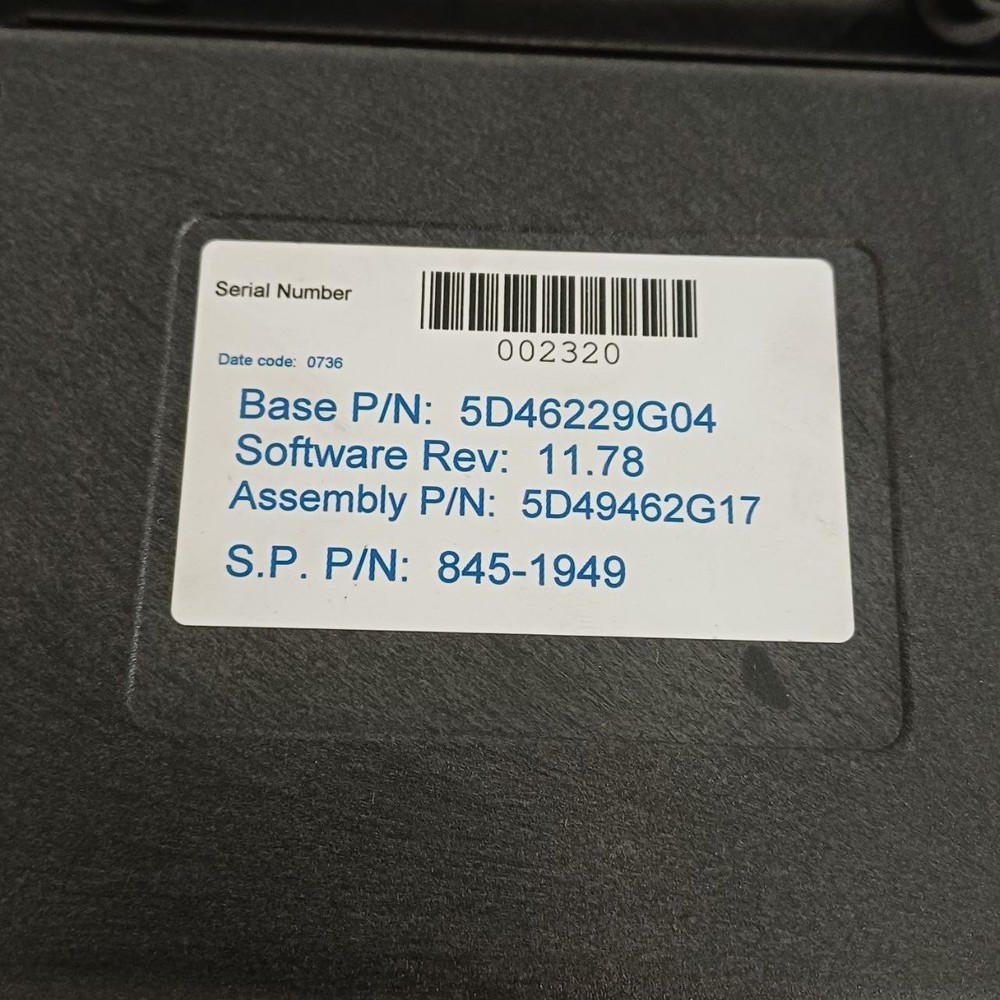 Serial Number
002320
Date code: 0736
Base P/N: 5D46229G04
Software Rev: 11.78
Assembly P/N: 5D49462G17
S.P. P/N: 845-1949